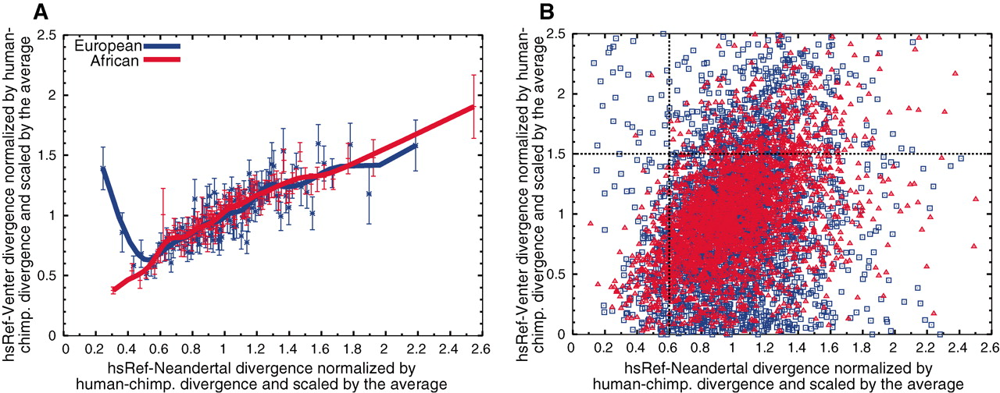 A
hsRef-Venter divergence normalized by human-
chimp. divergence and scaled by the average
2.5
2
1.5
1
0.5
0
European
African
0 0.2 0.4 0.6 0.8 1 1.2 1.4 1.6 1.8 2 2.2 2.4 2.6
hsRef-Neandertal divergence normalized by
human-chimp. divergence and scaled by the average
B
hsRef-Venter divergence normalized by human-
chimp. divergence and scaled by the average
2.5
2
1.5
1
0.5
0
0 0.2 0.4 0.6 0.8 1 1.2 1.4 1.6 1.8 2 2.2 2.4 2.6
hsRef-Neandertal divergence normalized by
human-chimp. divergence and scaled by the average